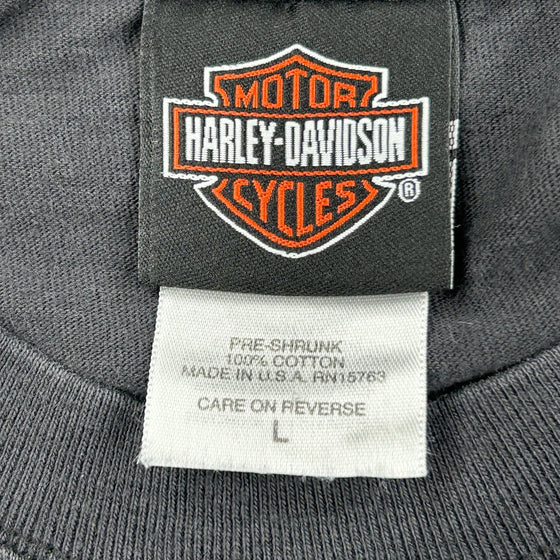 MOTOR
HARLEY-DAVIDSON
CYCLES
®
PRE-SHRUNK
100% COTTON
MADE IN U.S.A. RN15763
CARE ON REVERSE
L